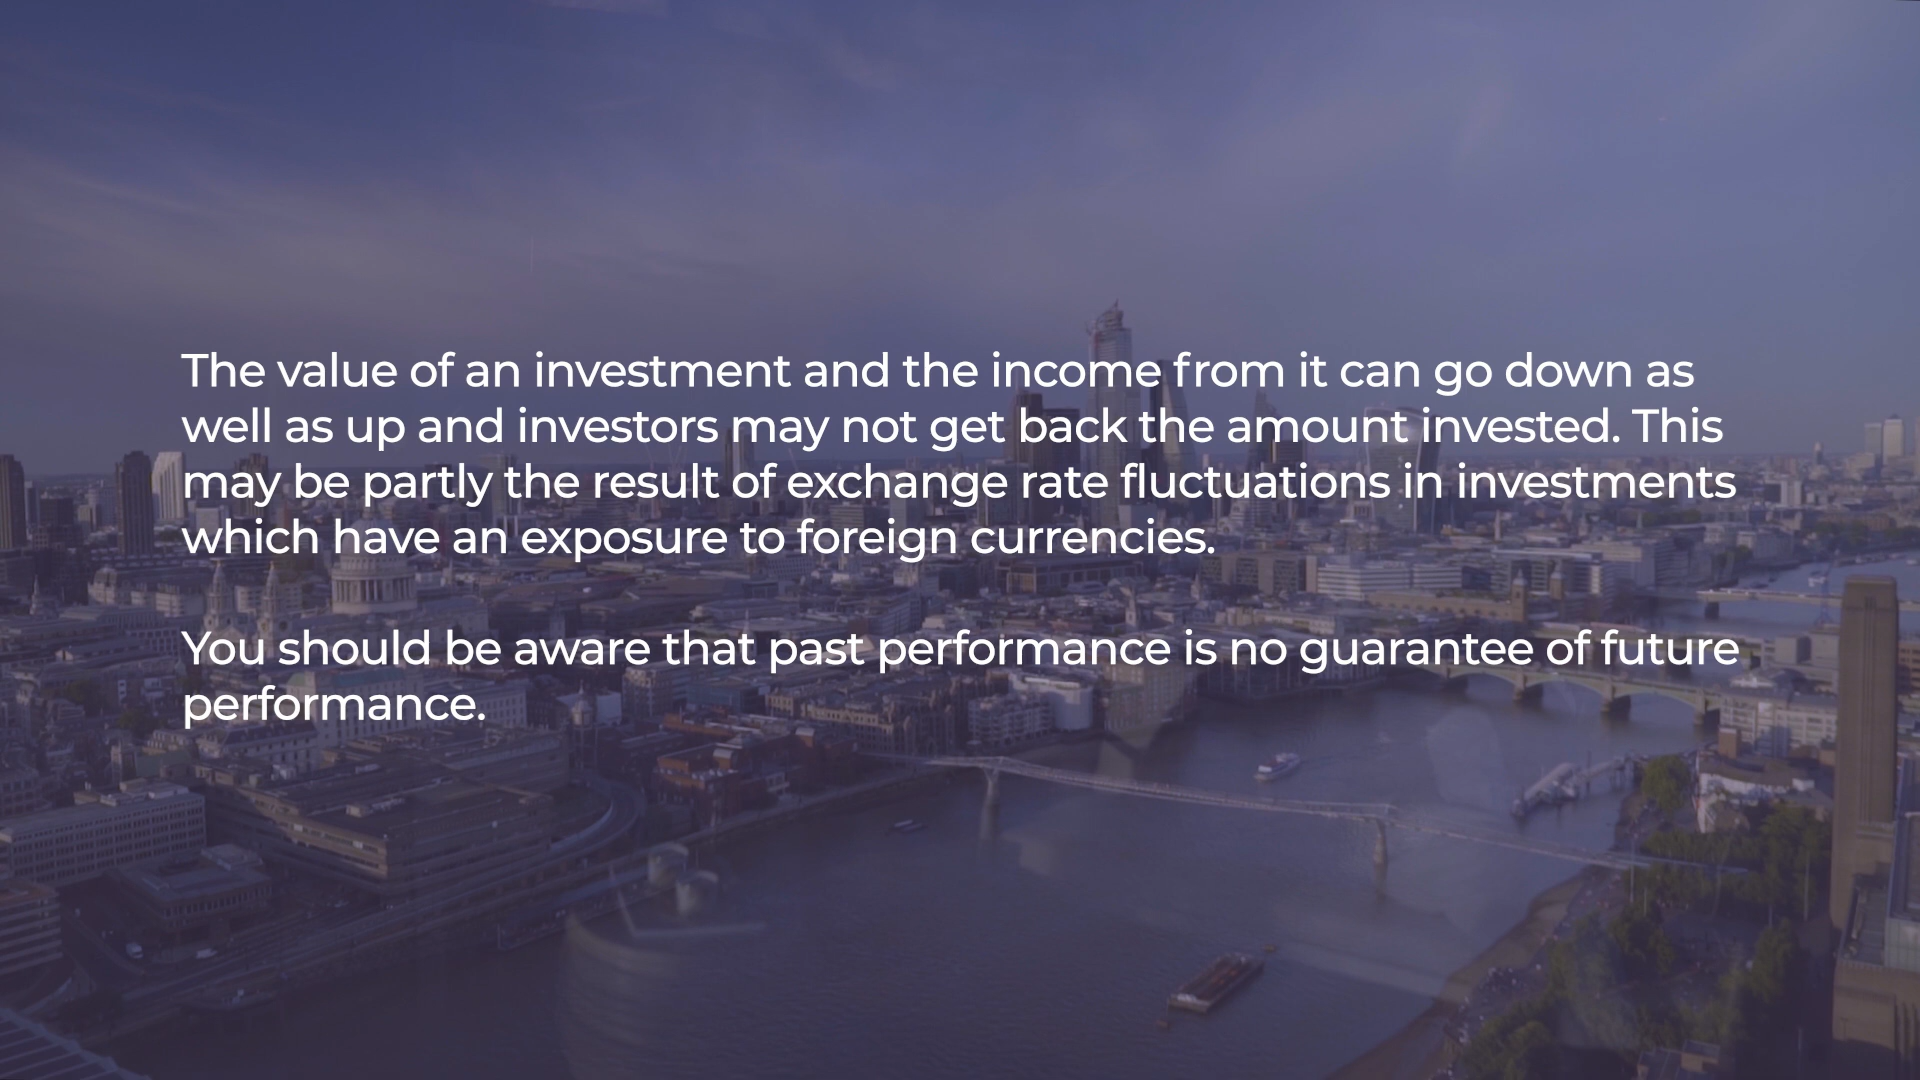 The value of an investment and the income from it can go down as
well as up and investors may not get back the amount invested. This
may be partly the result of exchange rate fluctuations in investments
which have an exposure to foreign currencies.
You should be aware that past performance is no guarantee of future
performance.